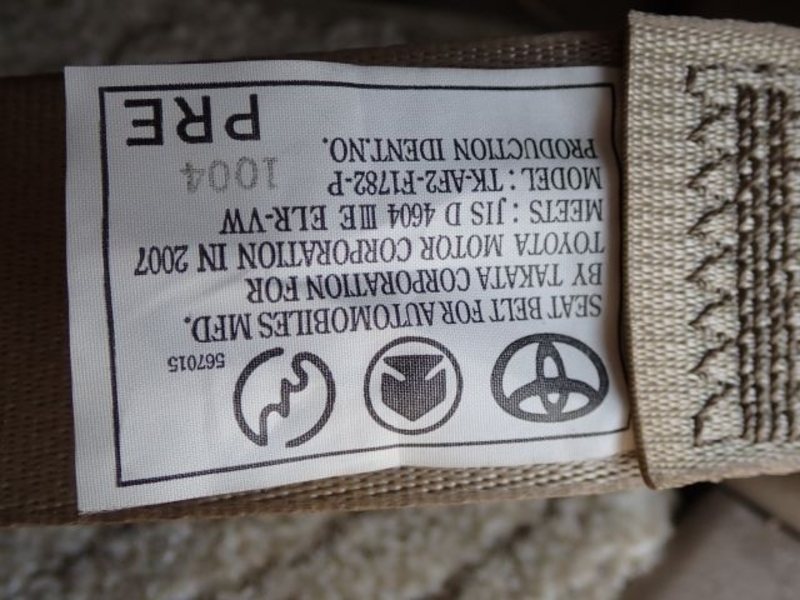 567015
SEAT BELT FOR AUTOMOBILES MFD.
BY TAKATA CORPORATION FOR
TOYOTA MOTOR CORPORATION IN 2007
MEETS : JIS D 4604 ⅢE ELR-VW
MODEL : TK-AF2-F1782-P
1004
PRODUCTION IDENT.NO.
PRE